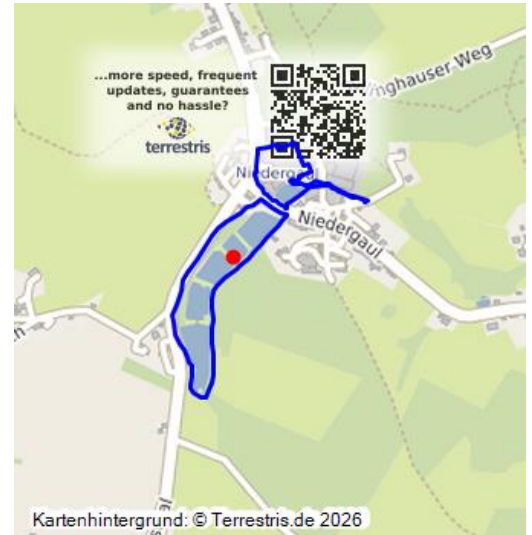 ...more speed, frequent
updates, guarantees
and no hassle?
terrestris
nghauser Weg
Niedergaul
Niedergaul
Kartenhintergrund: © Terrestris.de 2026